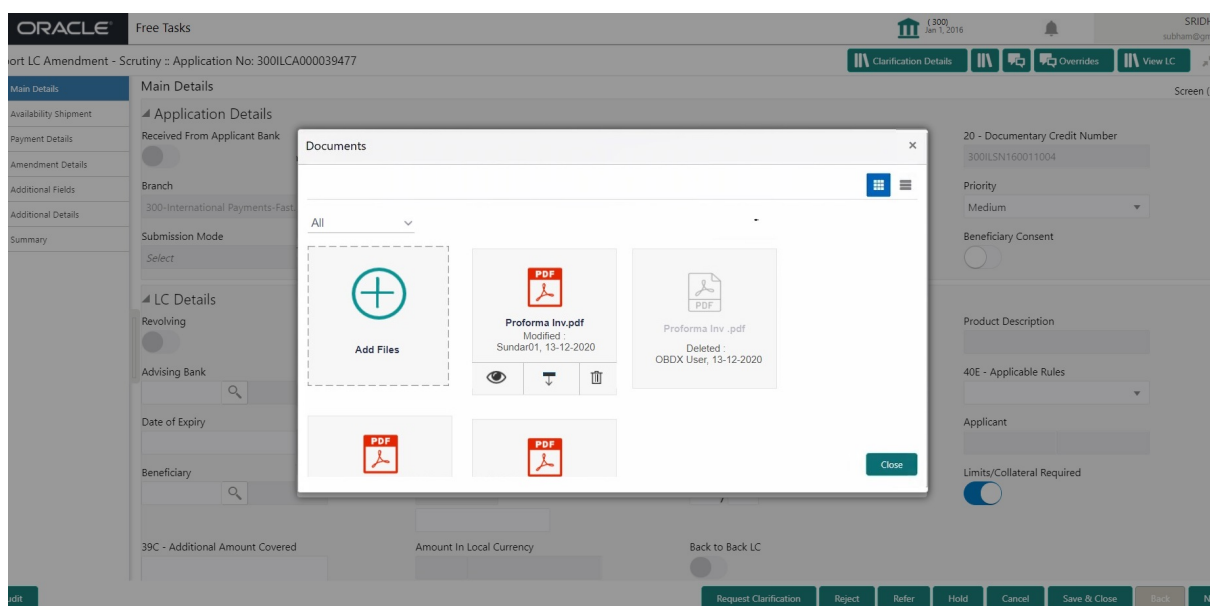 ORACLE
Free Tasks
(300)
Jan 1, 2016
SRIDH
subham@gm
ort LC Amendment - Scrutiny :: Application No: 300ILCA000039477
Clarification Details
Overrides
View LC
Main Details
Availability Shipment
Payment Details
Amendment Details
Additional Fields
Additional Details
Summary
Main Details
Screen (
Application Details
Received From Applicant Bank
20 - Documentary Credit Number
300ILSN160011004
Branch
300-International Payments-Fast.
Priority
Medium
Submission Mode
Select
Beneficiary Consent
LC Details
Revolving
Product Description
Advising Bank
40E - Applicable Rules
Date of Expiry
Applicant
Beneficiary
Limits/Collateral Required
39C - Additional Amount Covered
Amount In Local Currency
Back to Back LC
Documents
All
Add Files
PDF
Proforma Inv.pdf
Modified :
Sundar01, 13-12-2020
PDF
Proforma Inv .pdf
Deleted :
OBDX User, 13-12-2020
PDF
PDF
Close
udit
Request Clarification
Reject
Refer
Hold
Cancel
Save & Close
Back
N